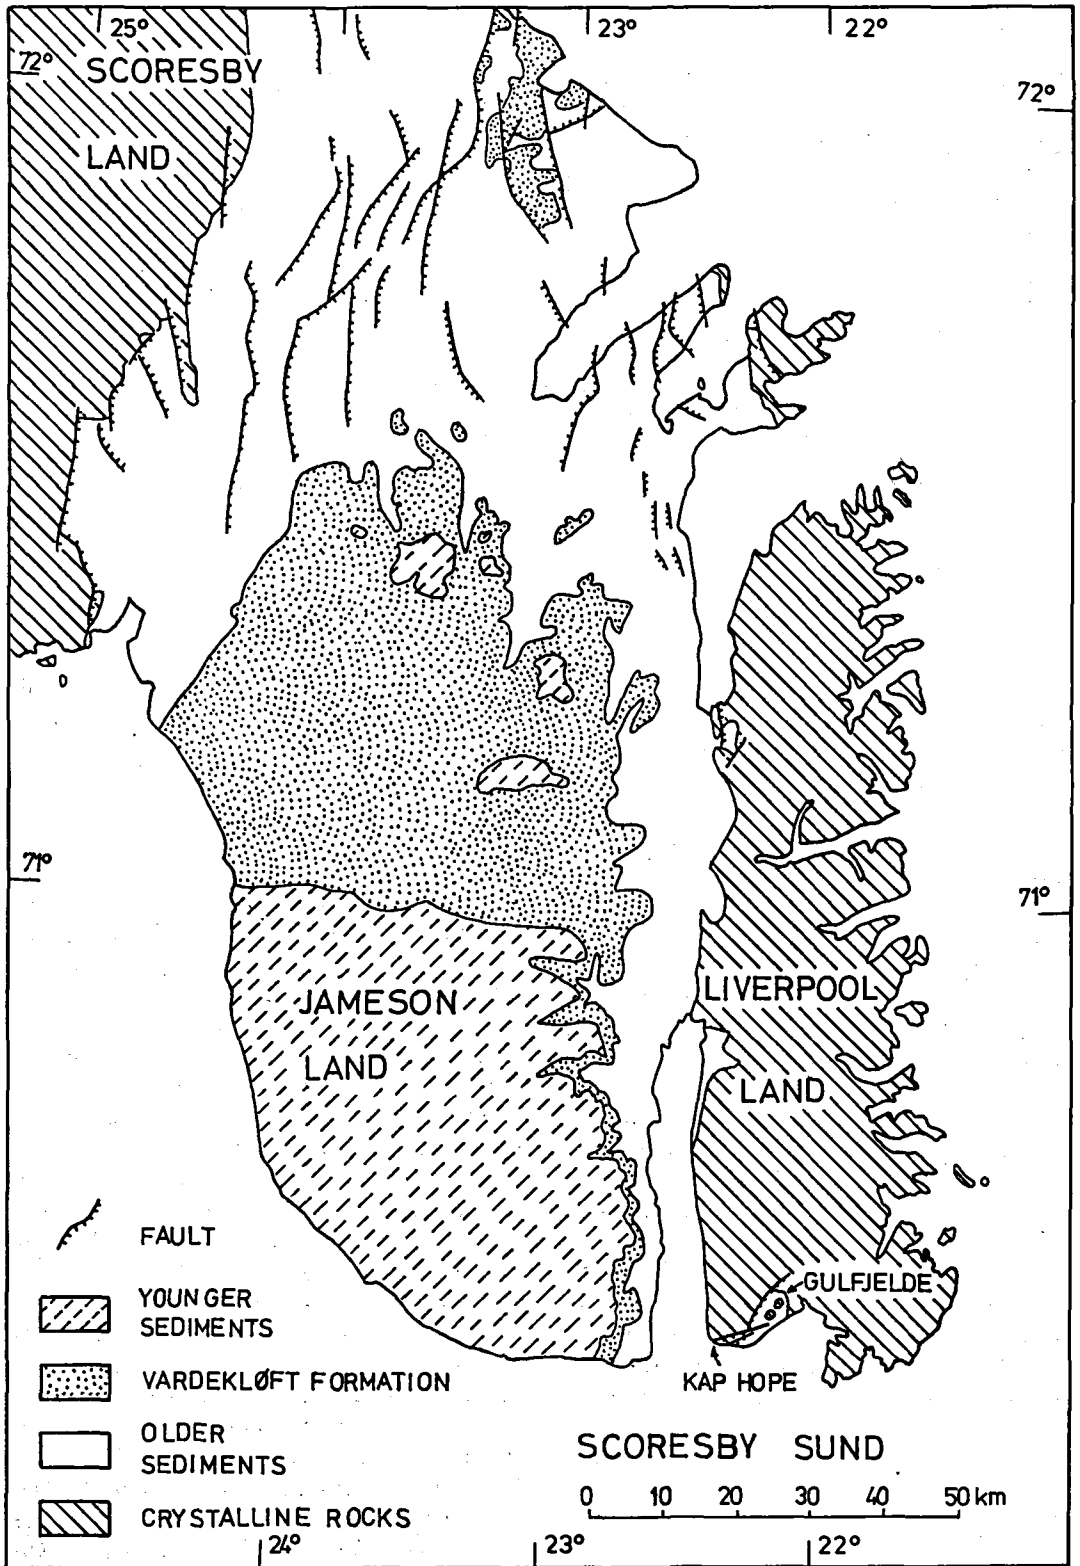 25°
23°
22°
72°
SCORESBY
LAND
72°
71°
71°
JAMESON
LAND
LIVERPOOL
LAND
GULFJELDE
KAP HOPE
FAULT
YOUNGER
SEDIMENTS
VARDEKLØFT FORMATION
OLDER
SEDIMENTS
CRYSTALLINE ROCKS
SCORESBY SUND
0 10 20 30 40 50 km
24°
23°
22°